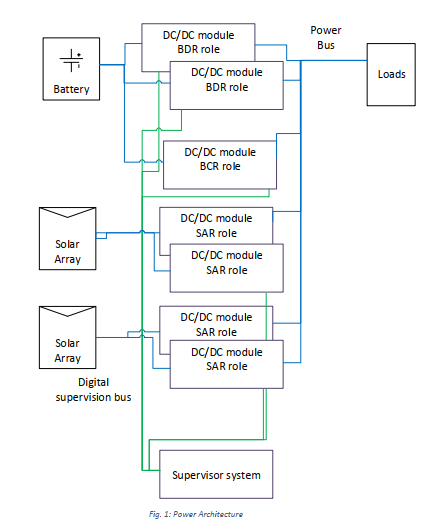 DC/DC module
BDR role
Power
Bus
DC/DC module
BDR role
Battery
Loads
DC/DC module
BCR role
DC/DC module
SAR role
Solar
Array
DC/DC module
SAR role
DC/DC module
SAR role
Solar
Array
DC/DC module
SAR role
Digital
supervision bus
Supervisor system
Fig. 1: Power Architecture